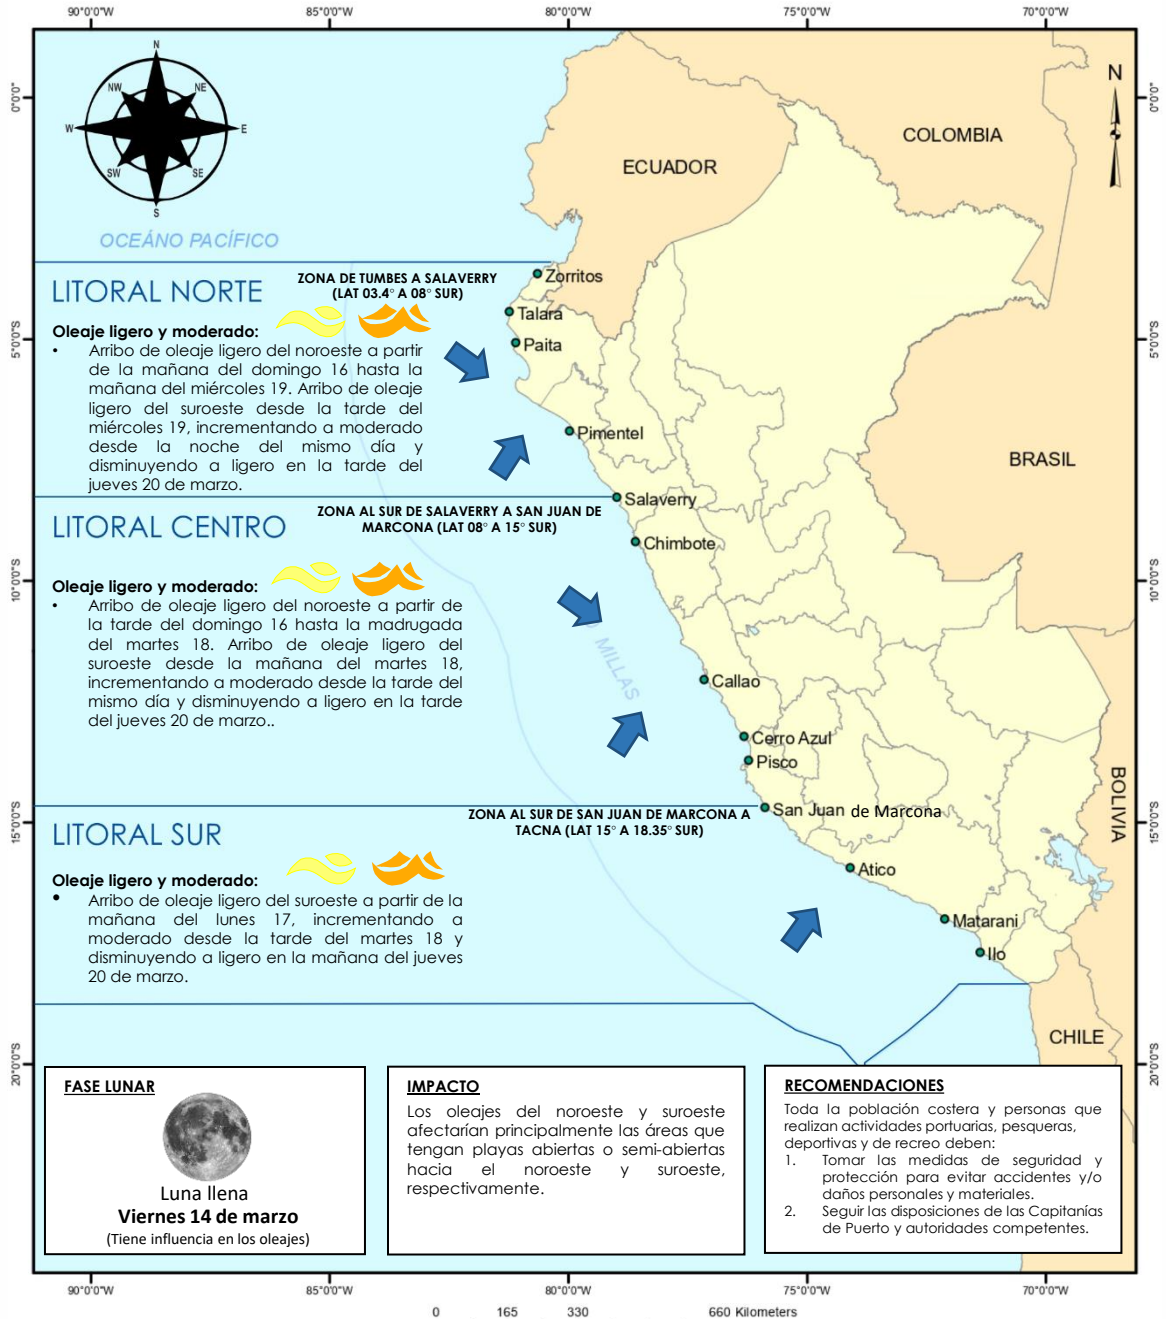 90°0'0"W 85°0'0"W 80°0'0"W 75°0'0"W 70°0'0"W
N
NW NE
W E
SW SE
S
N
0°0'0"
0°0'0"
COLOMBIA
ECUADOR
OCEÁNO PACÍFICO
LITORAL NORTE
ZONA DE TUMBES A SALAVERRY
(LAT 03.4° A 08° SUR)
Oleaje ligero y moderado:
• Arribo de oleaje ligero del noroeste a partir
de la mañana del domingo 16 hasta la
mañana del miércoles 19. Arribo de oleaje
ligero del suroeste desde la tarde del
miércoles 19, incrementando a moderado
desde la noche del mismo día y
disminuyendo a ligero en la tarde del
jueves 20 de marzo.
Zorritos
Talara
Paita
5°0'0"S
5°0'0"S
Pimentel
BRASIL
Salaverry
LITORAL CENTRO
ZONA AL SUR DE SALAVERRY A SAN JUAN DE
MARCONA (LAT 08° A 15° SUR)
Chimbote
Oleaje ligero y moderado:
• Arribo de oleaje ligero del noroeste a partir de
la tarde del domingo 16 hasta la madrugada
del martes 18. Arribo de oleaje ligero del
suroeste desde la mañana del martes 18,
incrementando a moderado desde la tarde del
mismo día y disminuyendo a ligero en la tarde
del jueves 20 de marzo..
10°0'0"S
10°0'0"S
MILLAS
Callao
Cerro Azul
Pisco
BOLIVIA
San Juan de Marcona
LITORAL SUR
ZONA AL SUR DE SAN JUAN DE MARCONA A
TACNA (LAT 15° A 18.35° SUR)
15°0'0"S
15°0'0"S
Oleaje ligero y moderado:
• Arribo de oleaje ligero del suroeste a partir de la
mañana del lunes 17, incrementando a
moderado desde la tarde del martes 18 y
disminuyendo a ligero en la mañana del jueves
20 de marzo.
Atico
Matarani
Ilo
CHILE
20°0'0"S
20°0'0"S
FASE LUNAR
Luna llena
Viernes 14 de marzo
(Tiene influencia en los oleajes)
IMPACTO
Los oleajes del noroeste y suroeste
afectarían principalmente las áreas que
tengan playas abiertas o semi-abiertas
hacia el noroeste y suroeste,
respectivamente.
RECOMENDACIONES
Toda la población costera y personas que
realizan actividades portuarias, pesqueras,
deportivas y de recreo deben:
1. Tomar las medidas de seguridad y
protección para evitar accidentes y/o
daños personales y materiales.
2. Seguir las disposiciones de las Capitanías
de Puerto y autoridades competentes.
90°0'0"W 85°0'0"W 80°0'0"W 75°0'0"W 70°0'0"W
0 165 330 660 Kilometers